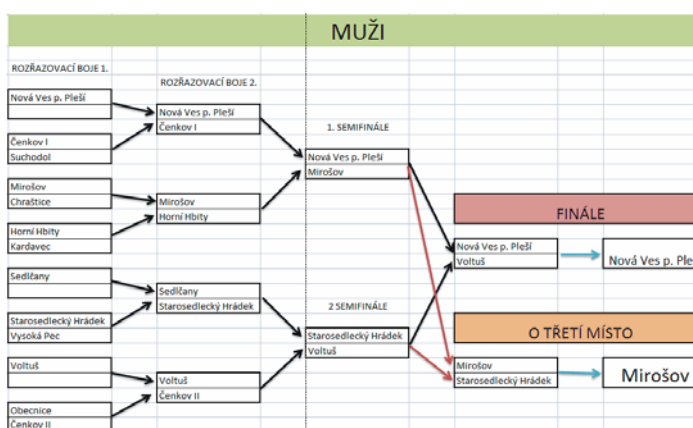 MUŽI
ROZŘAZOVACÍ BOJE 1.
Nová Ves p. Pleší
Čenkov I
Suchodol
Mirošov
Chraštice
Horní Hbity
Kardavec
Sedlčany
Starosedlecký Hrádek
Vysoká Pec
Voltuš
Obecnice
Čenkov II
ROZŘAZOVACÍ BOJE 2.
Nová Ves p. Pleší
Čenkov I
Mirošov
Horní Hbity
Sedlčany
Starosedlecký Hrádek
Voltuš
Čenkov II
1. SEMIFINÁLE
Nová Ves p. Pleší
Mirošov
2 SEMIFINÁLE
Starosedlecký Hrádek
Voltuš
FINÁLE
Nová Ves p. Pleší
Voltuš
Nová Ves p. Ple
O TŘETÍ MÍSTO
Mirošov
Starosedlecký Hrádek
Mirošov